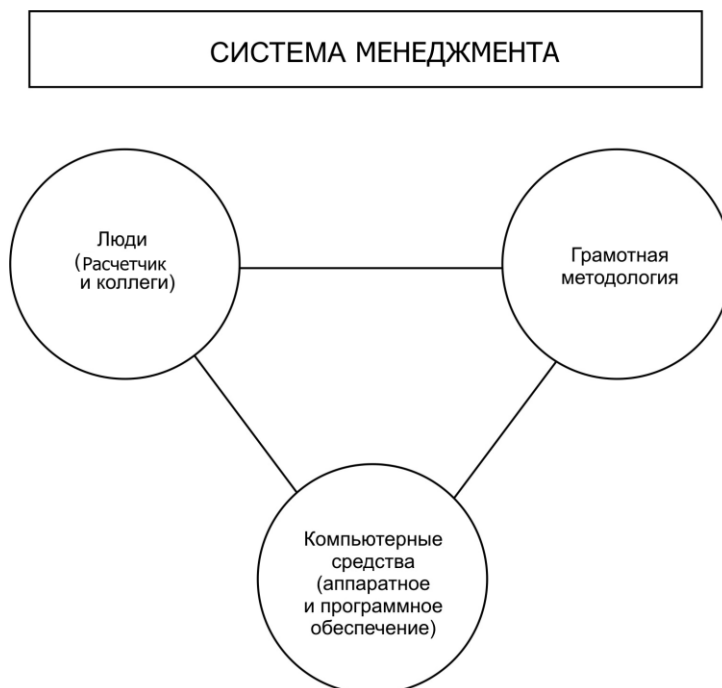 СИСТЕМА МЕНЕДЖМЕНТА
Люди
(Расчетчик
и коллеги)
Грамотная
методология
Компьютерные
средства
(аппаратное
и программное
обеспечение)